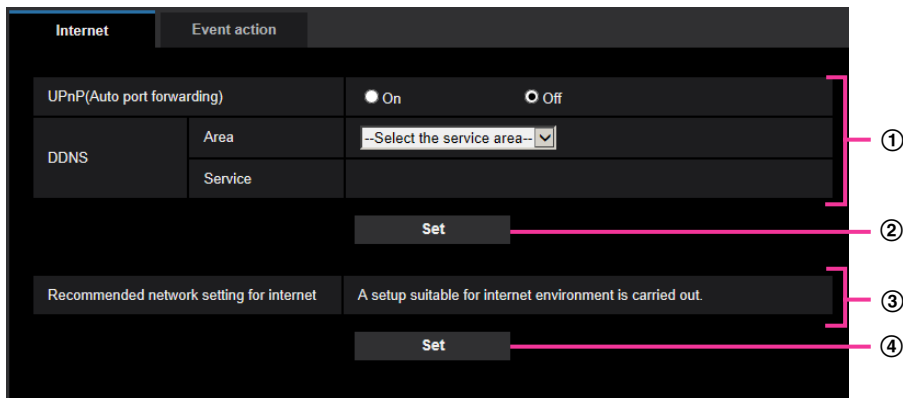 Internet Event action
UPnP(Auto port forwarding) On Off
DDNS Area --Select the service area--
Service
①
Set ②
Recommended network setting for internet A setup suitable for internet environment is carried out. ③
Set ④